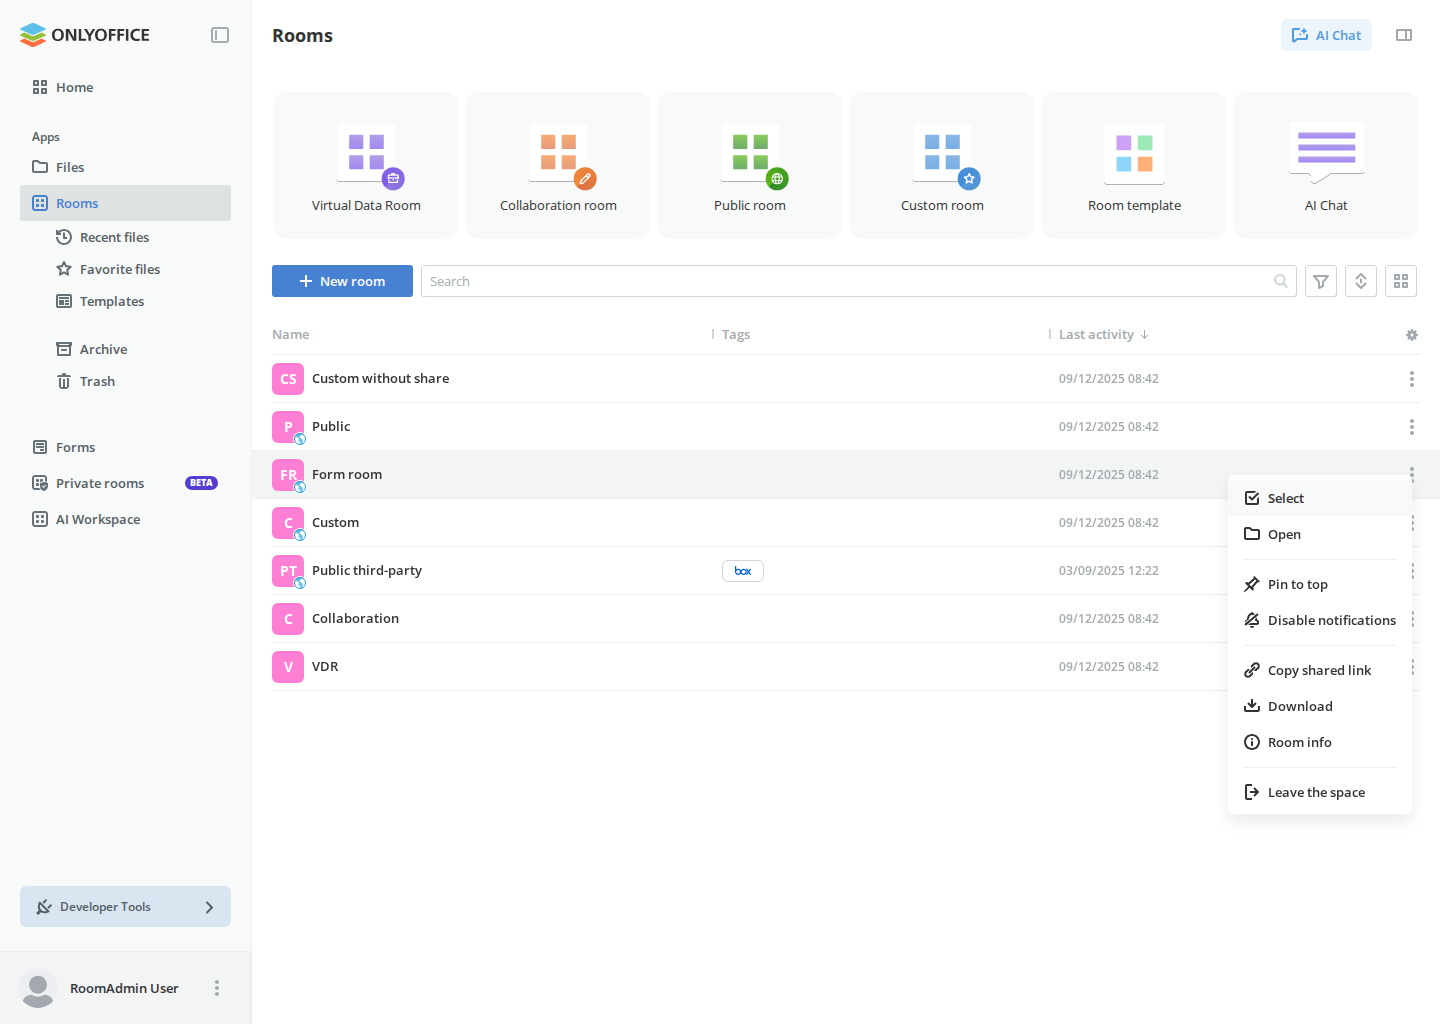 ONLYOFFICE
Home
Apps
Files
Rooms
Recent files
Favorite files
Templates
Archive
Trash
Forms
Private rooms BETA
AI Workspace
Developer Tools
RoomAdmin User
Rooms
AI Chat
Virtual Data Room
Collaboration room
Public room
Custom room
Room template
AI Chat
New room
Search
Name Tags Last activity
CS Custom without share 09/12/2025 08:42
P Public 09/12/2025 08:42
FR Form room 09/12/2025 08:42
C Custom 09/12/2025 08:42
PT Public third-party box 03/09/2025 12:22
C Collaboration 09/12/2025 08:42
V VDR 09/12/2025 08:42
Select
Open
Pin to top
Disable notifications
Copy shared link
Download
Room info
Leave the space